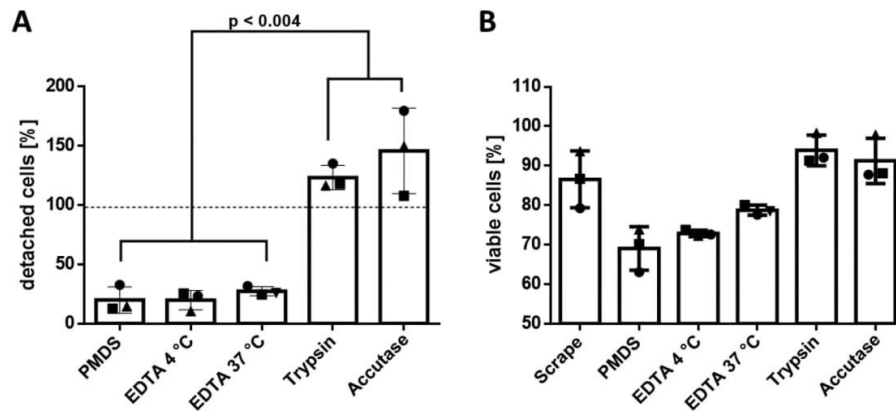 A
p < 0.004
detached cells [%]
200
150
100
50
0
PMDS
EDTA 4 °C
EDTA 37 °C
Trypsin
Accutase
B
viable cells [%]
110
100
90
80
70
60
50
Scrape
PMDS
EDTA 4 °C
EDTA 37 °C
Trypsin
Accutase